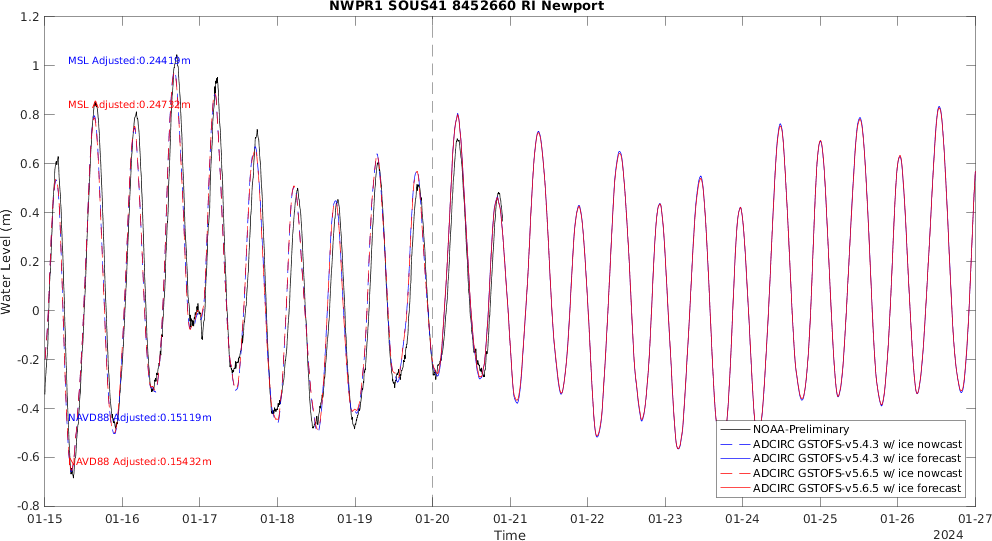 NWPR1 SOUS41 8452660 RI Newport
1.2
1
0.8
0.6
0.4
0.2
0
-0.2
-0.4
-0.6
-0.8
Water Level (m)
MSL Adjusted:0.24419m
MSL Adjusted:0.24732m
NAVD88 Adjusted:0.15119m
NAVD88 Adjusted:0.15432m
NOAA-Preliminary
ADCIRC GSTOFS-v5.4.3 w/ ice nowcast
ADCIRC GSTOFS-v5.4.3 w/ ice forecast
ADCIRC GSTOFS-v5.6.5 w/ ice nowcast
ADCIRC GSTOFS-v5.6.5 w/ ice forecast
01-15 01-16 01-17 01-18 01-19 01-20 01-21 01-22 01-23 01-24 01-25 01-26 01-27
Time
2024